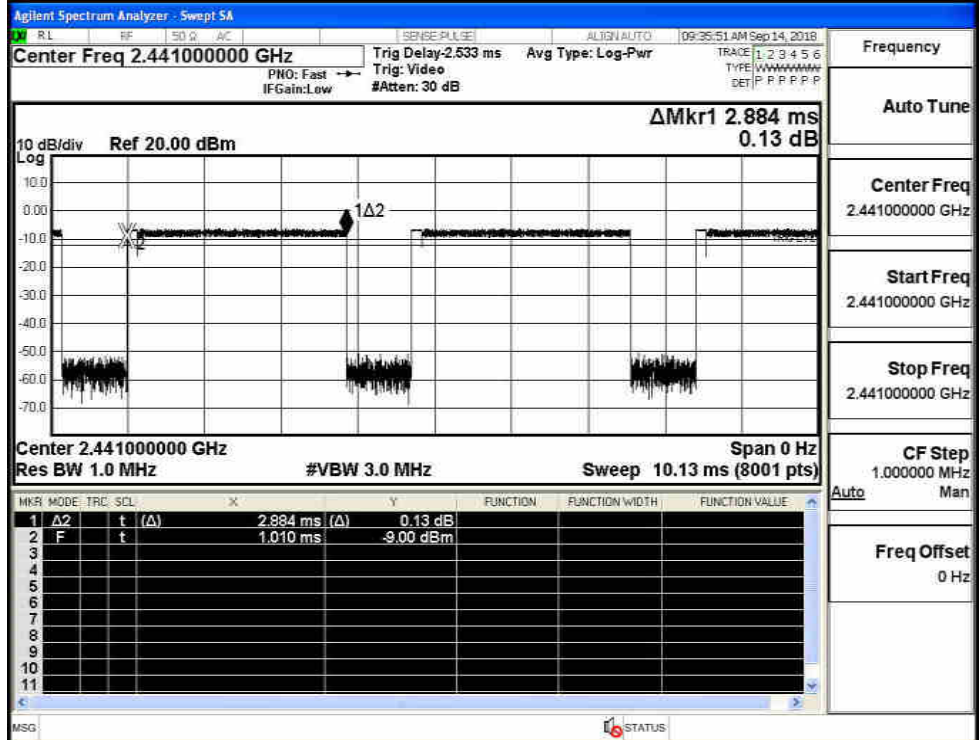 Agilent Spectrum Analyzer - Swept SA
RL RF 50 Ω AC SENSE:PULSE ALIGN AUTO 09:35:51 AM Sep 14, 2018
Center Freq 2.441000000 GHz
PNO: Fast
IFGain:Low
Trig Delay-2.533 ms
Trig: Video
#Atten: 30 dB
Avg Type: Log-Pwr
TRACE 1 2 3 4 5 6
TYPE WWWWWW
DET P P P P P P
ΔMkr1 2.884 ms
0.13 dB
10 dB/div
Log
Ref 20.00 dBm
10.0
0.00
-10.0
-20.0
-30.0
-40.0
-50.0
-60.0
-70.0
1Δ2
2
Center 2.441000000 GHz
Span 0 Hz
Res BW 1.0 MHz
#VBW 3.0 MHz
Sweep 10.13 ms (8001 pts)
MKR MODE TRC SCL X Y FUNCTION FUNCTION WIDTH FUNCTION VALUE
1 Δ2 t (Δ) 2.884 ms (Δ) 0.13 dB
2 F t 1.010 ms -9.00 dBm
3
4
5
6
7
8
9
10
11
MSG
STATUS
Frequency
Auto Tune
Center Freq
2.441000000 GHz
Start Freq
2.441000000 GHz
Stop Freq
2.441000000 GHz
CF Step
1.000000 MHz
Auto Man
Freq Offset
0 Hz